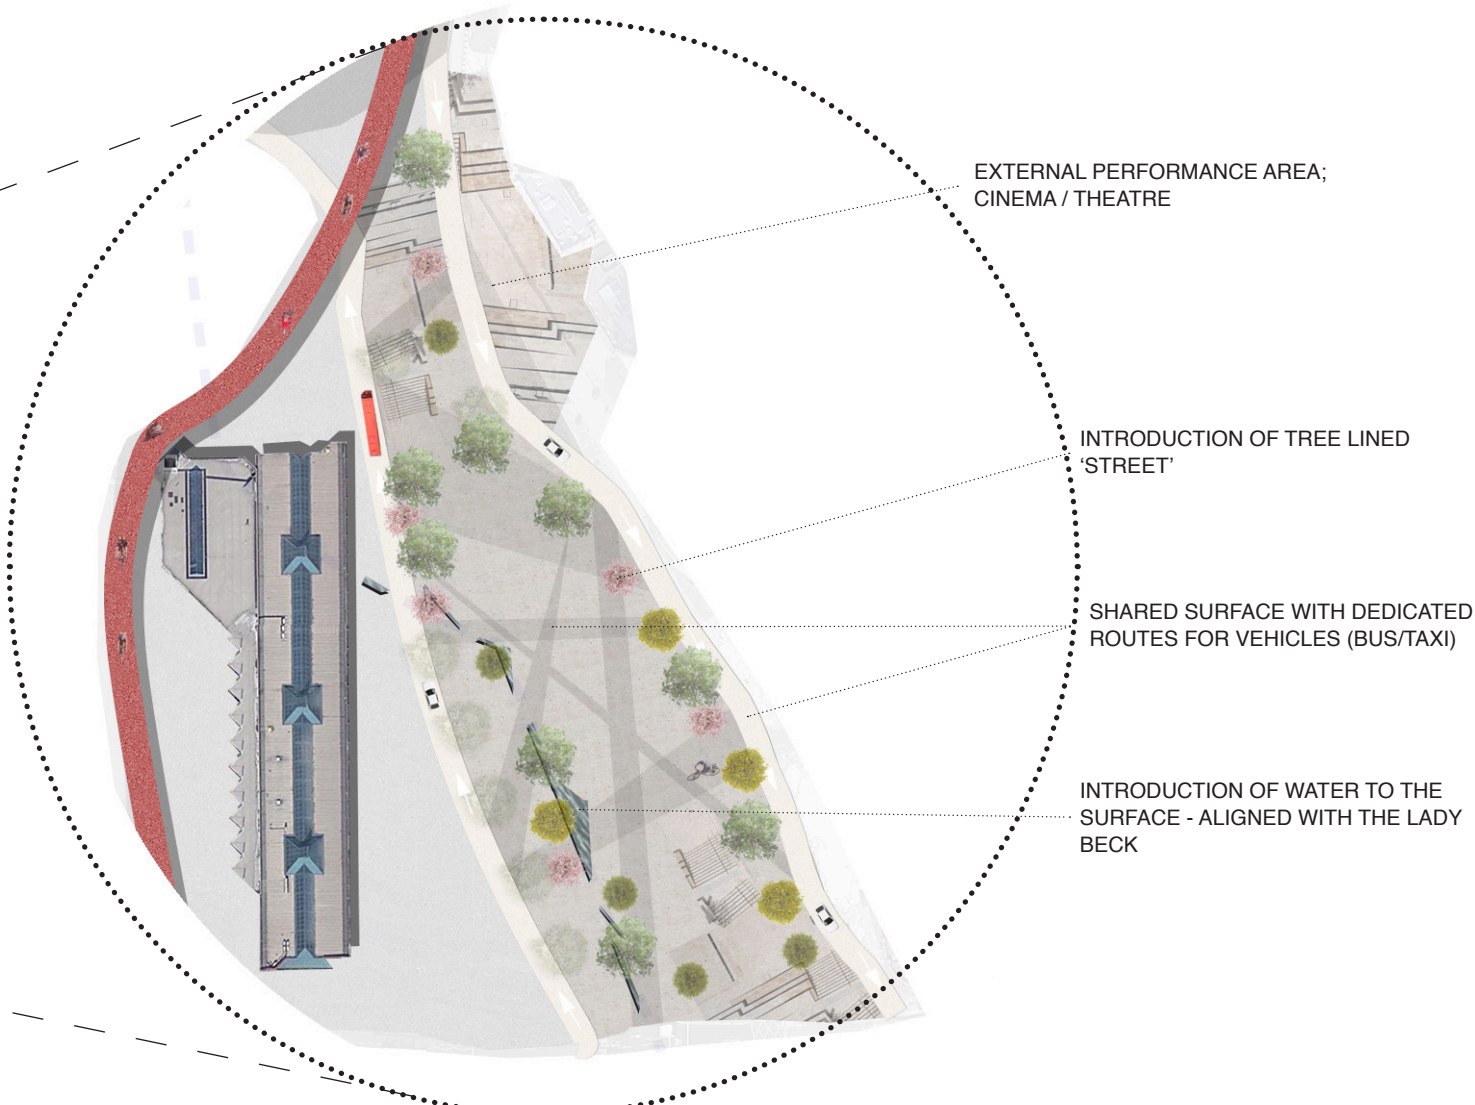 EXTERNAL PERFORMANCE AREA;
CINEMA / THEATRE
INTRODUCTION OF TREE LINED
‘STREET’
SHARED SURFACE WITH DEDICATED
ROUTES FOR VEHICLES (BUS/TAXI)
INTRODUCTION OF WATER TO THE
SURFACE - ALIGNED WITH THE LADY
BECK